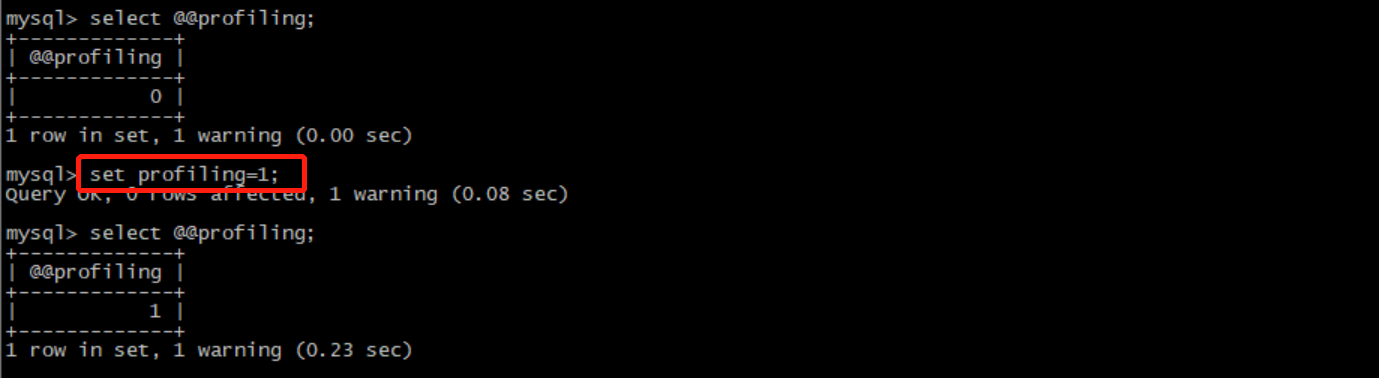 mysql> select @@profiling;
+-------------+
| @@profiling |
+-------------+
|           0 |
+-------------+
1 row in set, 1 warning (0.00 sec)
mysql> set profiling=1;
Query OK, 0 rows affected, 1 warning (0.08 sec)
mysql> select @@profiling;
+-------------+
| @@profiling |
+-------------+
|           1 |
+-------------+
1 row in set, 1 warning (0.23 sec)